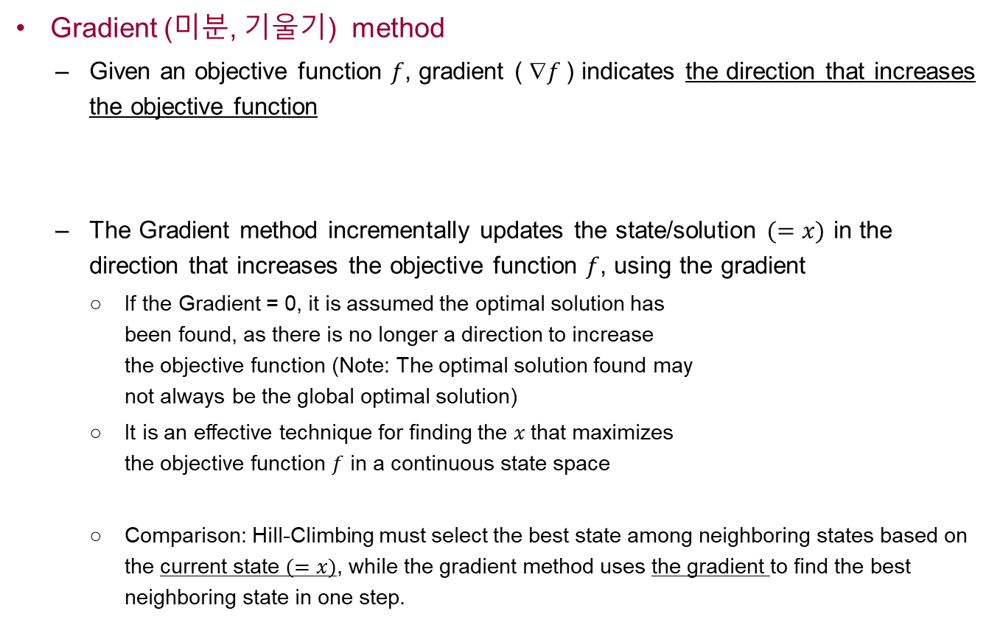 • Gradient (미분, 기울기) method
– Given an objective function 𝑓, gradient ( ∇𝑓 ) indicates the direction that increases
the objective function
– The Gradient method incrementally updates the state/solution (= 𝑥) in the
direction that increases the objective function 𝑓, using the gradient
○ If the Gradient = 0, it is assumed the optimal solution has
been found, as there is no longer a direction to increase
the objective function (Note: The optimal solution found may
not always be the global optimal solution)
○ It is an effective technique for finding the 𝑥 that maximizes
the objective function 𝑓 in a continuous state space
○ Comparison: Hill-Climbing must select the best state among neighboring states based on
the current state (= 𝑥), while the gradient method uses the gradient to find the best
neighboring state in one step.